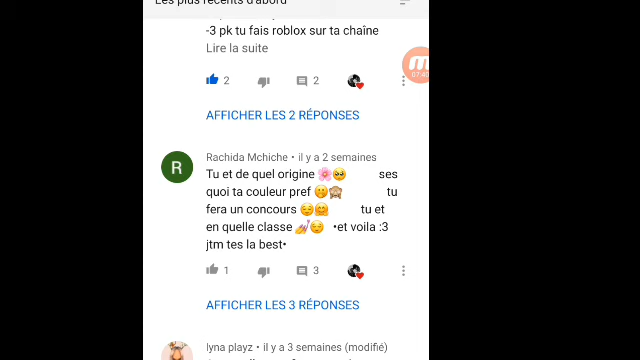 Les plus récents d'abord
-3 pk tu fais roblox sur ta chaîne
Lire la suite
07:4
2
2
AFFICHER LES 2 RÉPONSES
R
Rachida Mchiche • il y a 2 semaines
Tu et de quel origine 🌸🥺 ses
quoi ta couleur pref 🤭🙈 tu
fera un concours 😌🤗 tu et
en quelle classe 💅😌 •et voila :3
jtm tes la best•
1
3
AFFICHER LES 3 RÉPONSES
lyna playz • il y a 3 semaines (modifié)